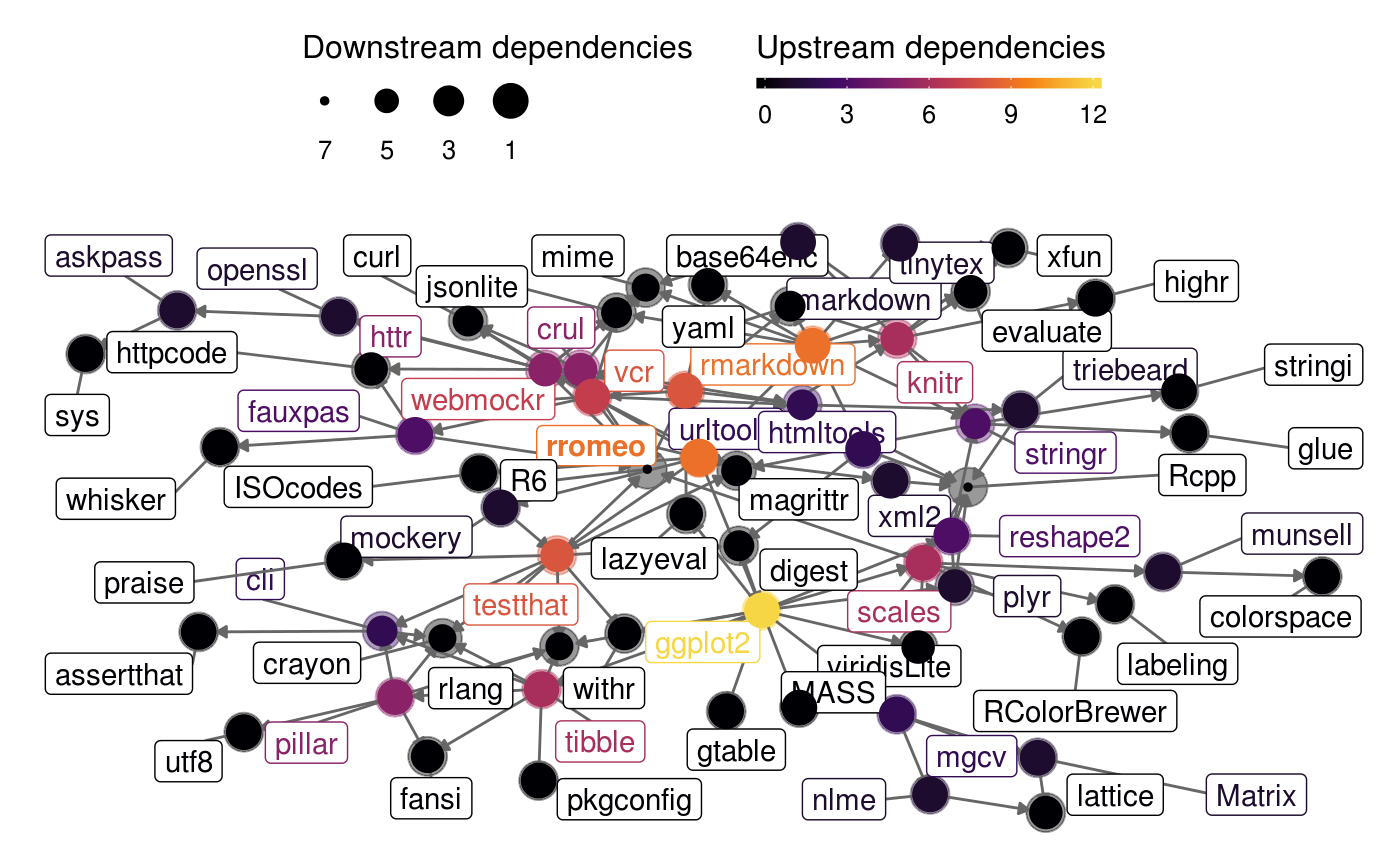 Downstream dependencies
7 5 3 1
Upstream dependencies
0 3 6 9 12
askpass
openssl
curl
mime
base64enc
tinytex
xfun
highr
jsonlite
markdown
httr
crul
yaml
evaluate
httpcode
vcr
rmarkdown
knitr
triebeard
stringi
sys
fauxpas
webmockr
urltools
htmltools
rromeo
stringr
glue
whisker
ISOcodes
R6
magrittr
Rcpp
mockery
xml2
reshape2
munsell
praise
cli
lazyeval
digest
testthat
scales
plyr
colorspace
assertthat
crayon
ggplot2
viridisLite
labeling
rlang
withr
MASS
RColorBrewer
utf8
pillar
tibble
gtable
mgcv
fansi
pkgconfig
nlme
lattice
Matrix